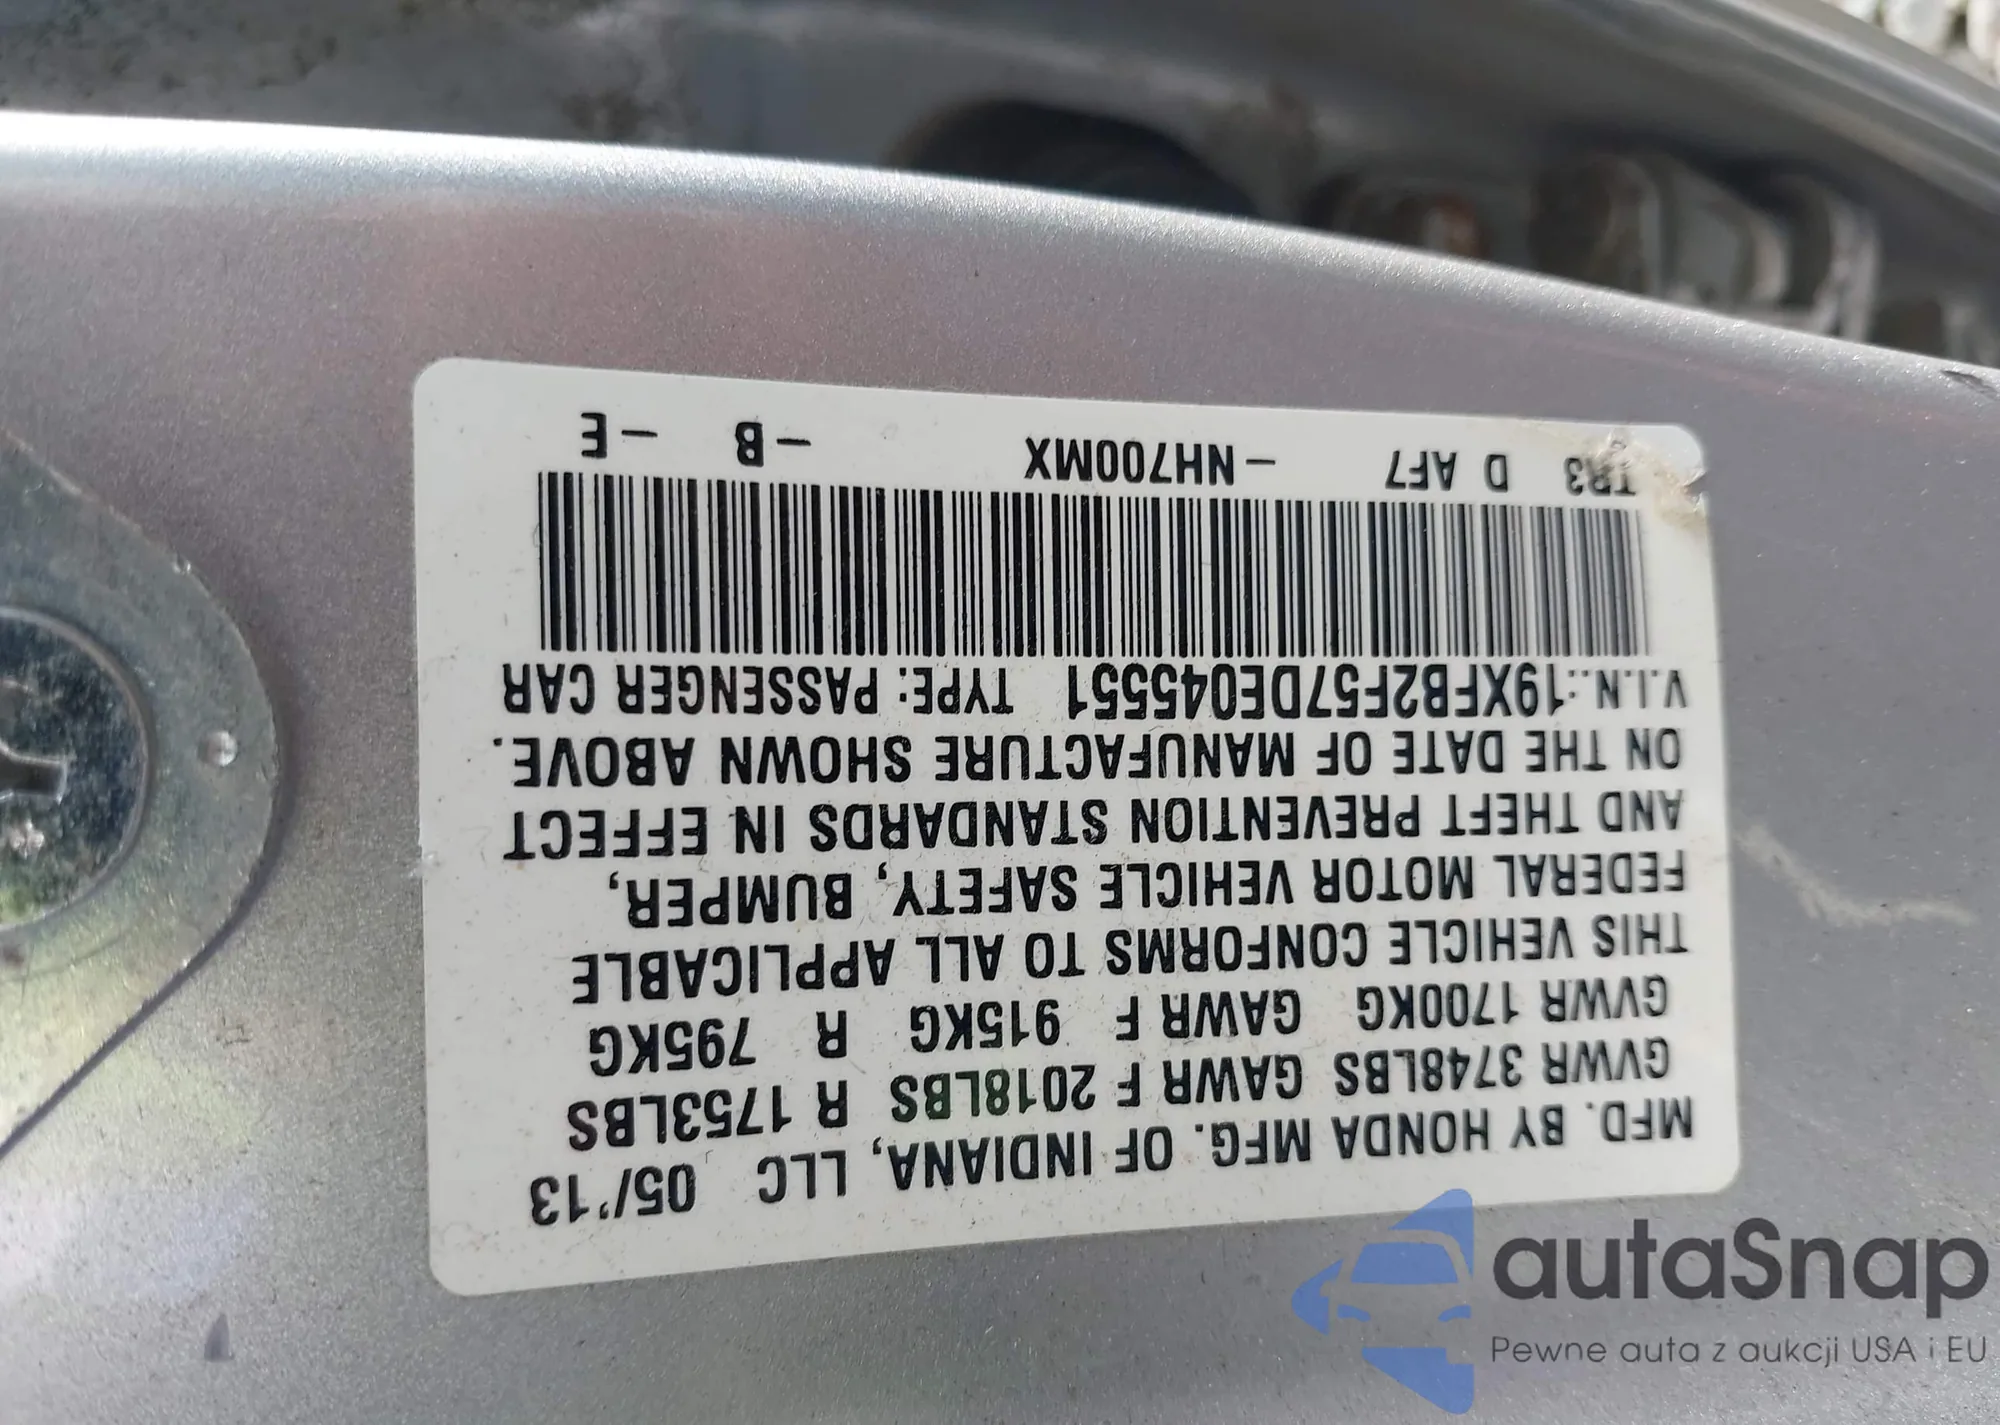 MFD. BY HONDA MFG. OF INDIANA, LLC 05/'13
GVWR 3748LBS GAWR F 2018LBS R 1753LBS
GVWR 1700KG GAWR F 915KG R 795KG
THIS VEHICLE CONFORMS TO ALL APPLICABLE
FEDERAL MOTOR VEHICLE SAFETY, BUMPER,
AND THEFT PREVENTION STANDARDS IN EFFECT
ON THE DATE OF MANUFACTURE SHOWN ABOVE.
V.I.N.:19XFB2F57DE045551 TYPE: PASSENGER CAR
TR3 D AF7 –NH700MX –B –E
autaSnap
Pewne auta z aukcji USA i EU